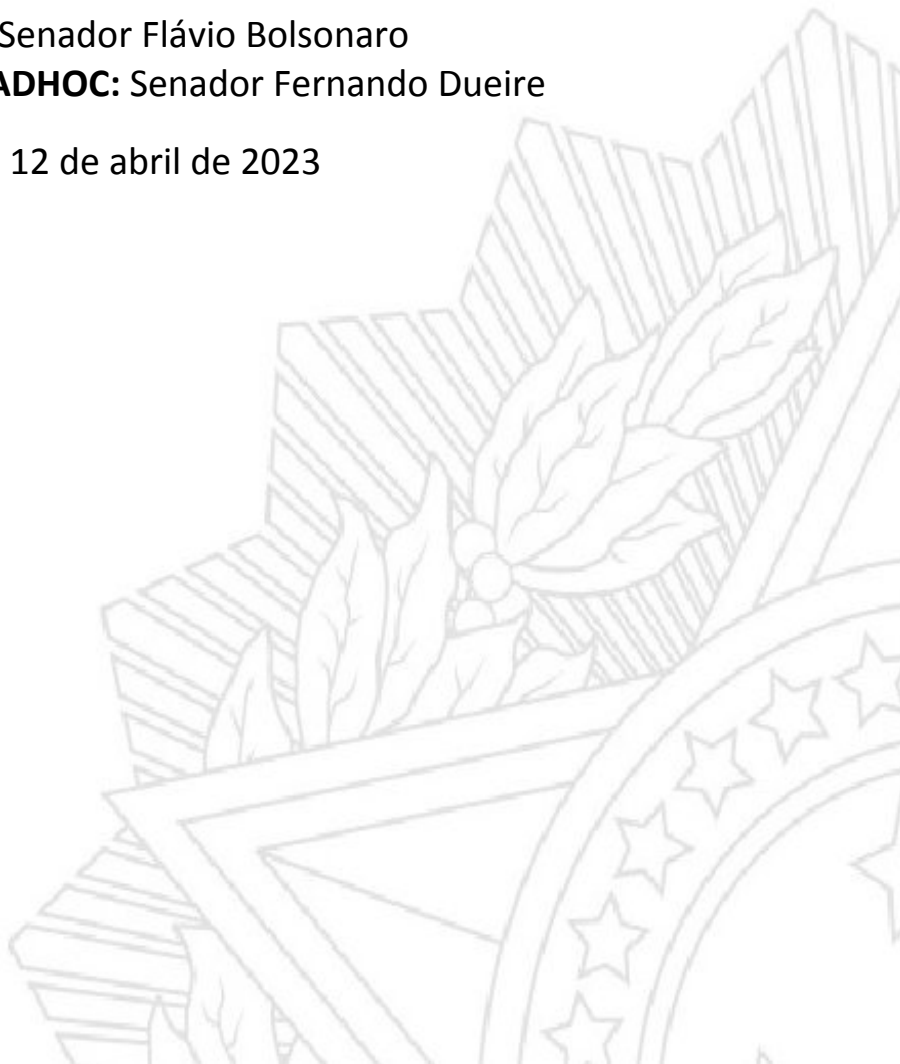 Senador Flávio Bolsonaro
ADHOC: Senador Fernando Dueire
12 de abril de 2023